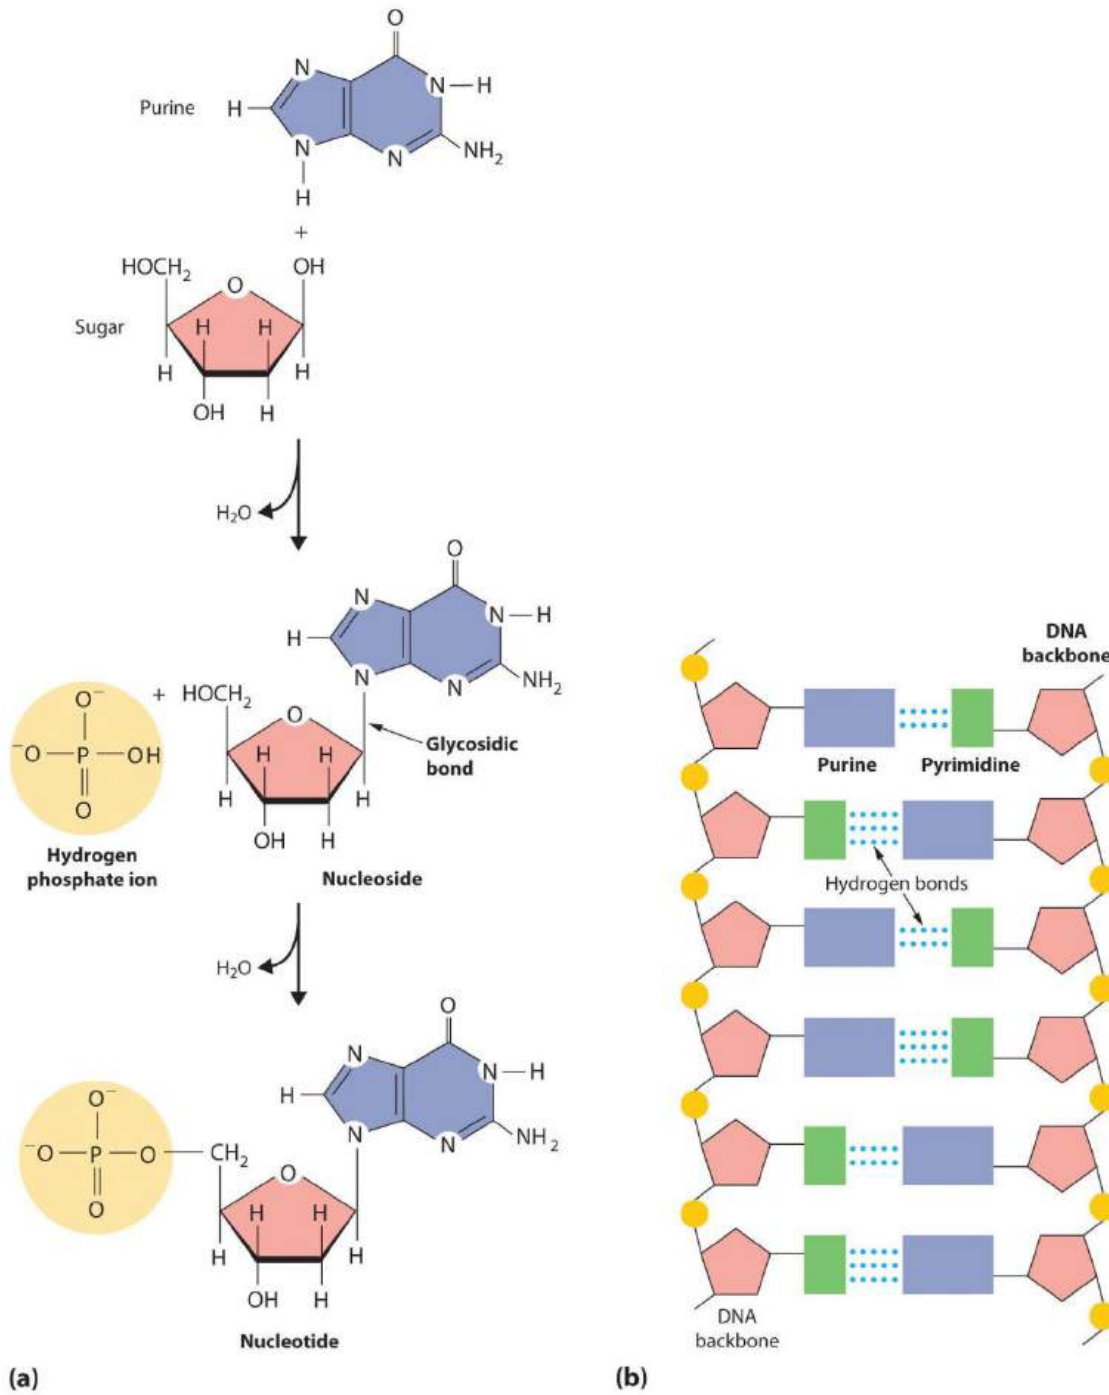 O
N
N—H
Purine
H
N
N
NH₂
H
+
HOCH₂
OH
O
Sugar
H
H
H
H
OH
H
H₂O
O
N
N—H
H
N
N
NH₂
+
HOCH₂
O
O⁻
⁻O—P—OH
O
H
H
H
H
OH
H
Glycosidic
bond
Hydrogen
phosphate ion
Nucleoside
H₂O
O
N
N—H
H
N
N
NH₂
O⁻
⁻O—P—O—CH₂
O
O
H
H
H
H
OH
H
Nucleotide
(a)
DNA
backbone
Purine
Pyrimidine
Hydrogen bonds
DNA
backbone
(b)